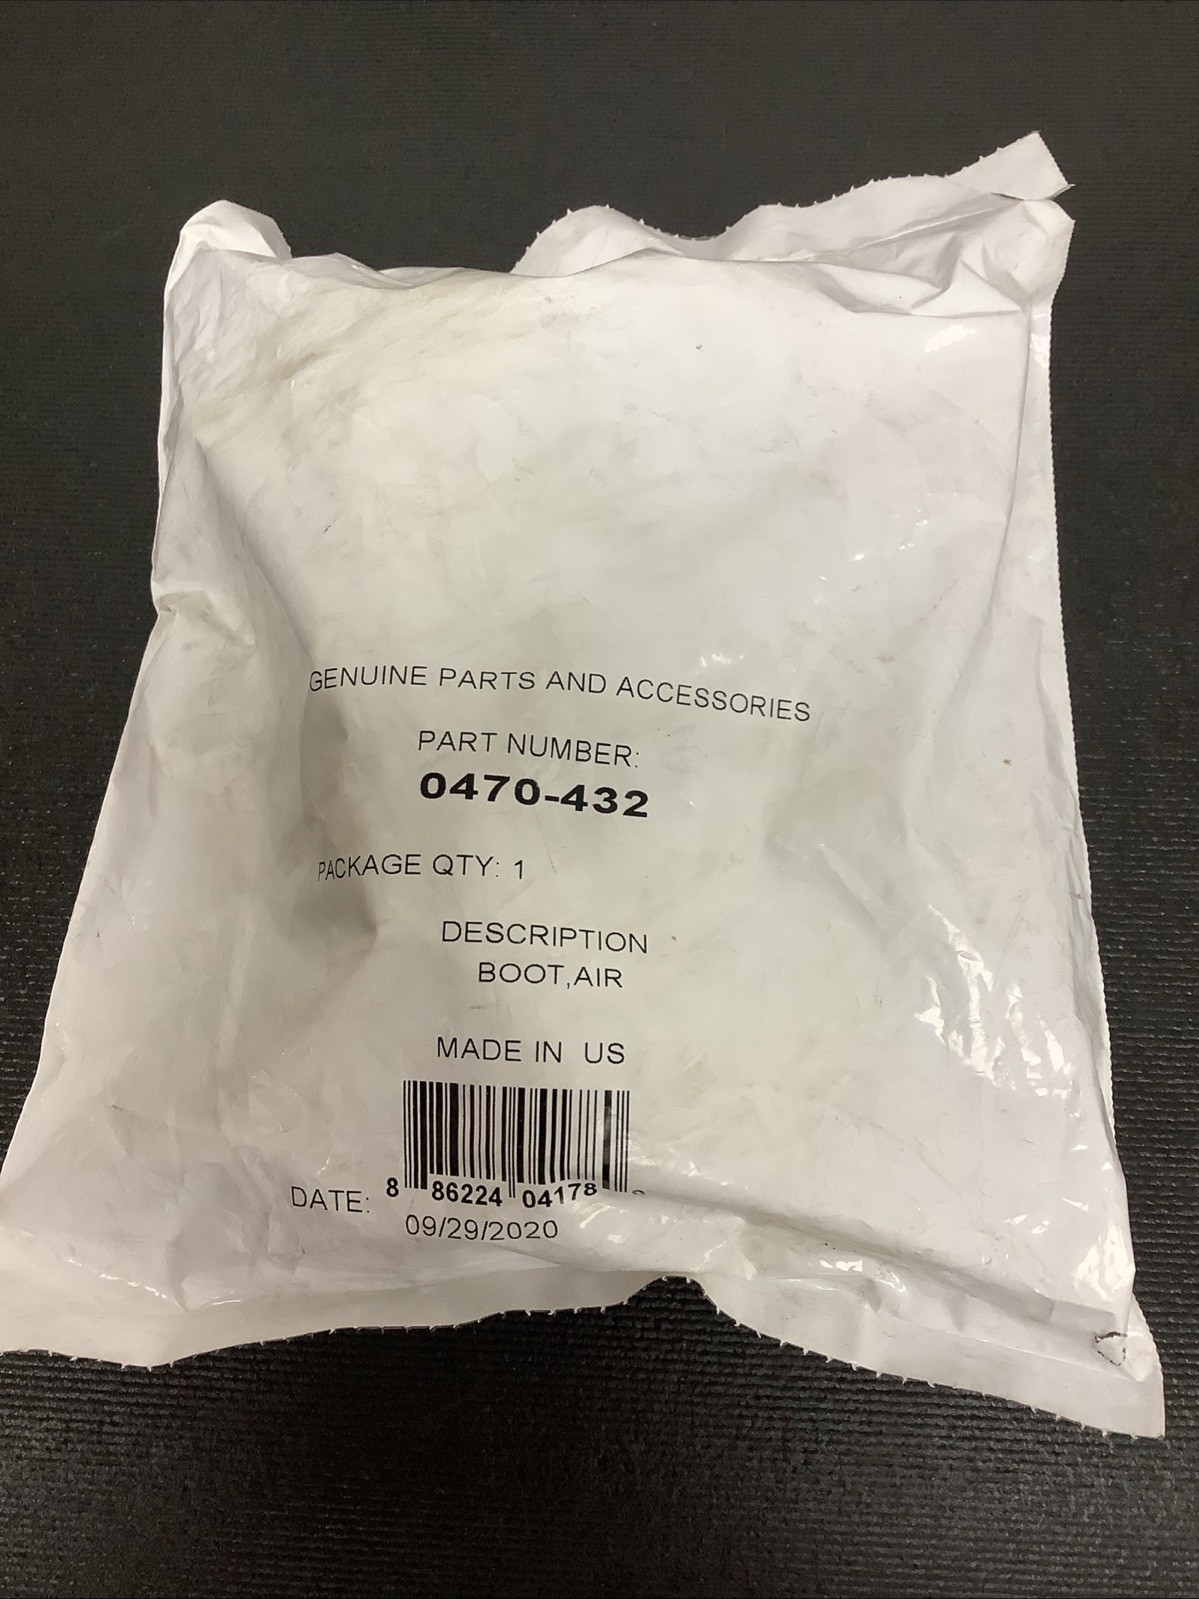 GENUINE PARTS AND ACCESSORIES
PART NUMBER:
0470-432
PACKAGE QTY: 1
DESCRIPTION
BOOT,AIR
MADE IN US
8 86224 04178
DATE:
09/29/2020